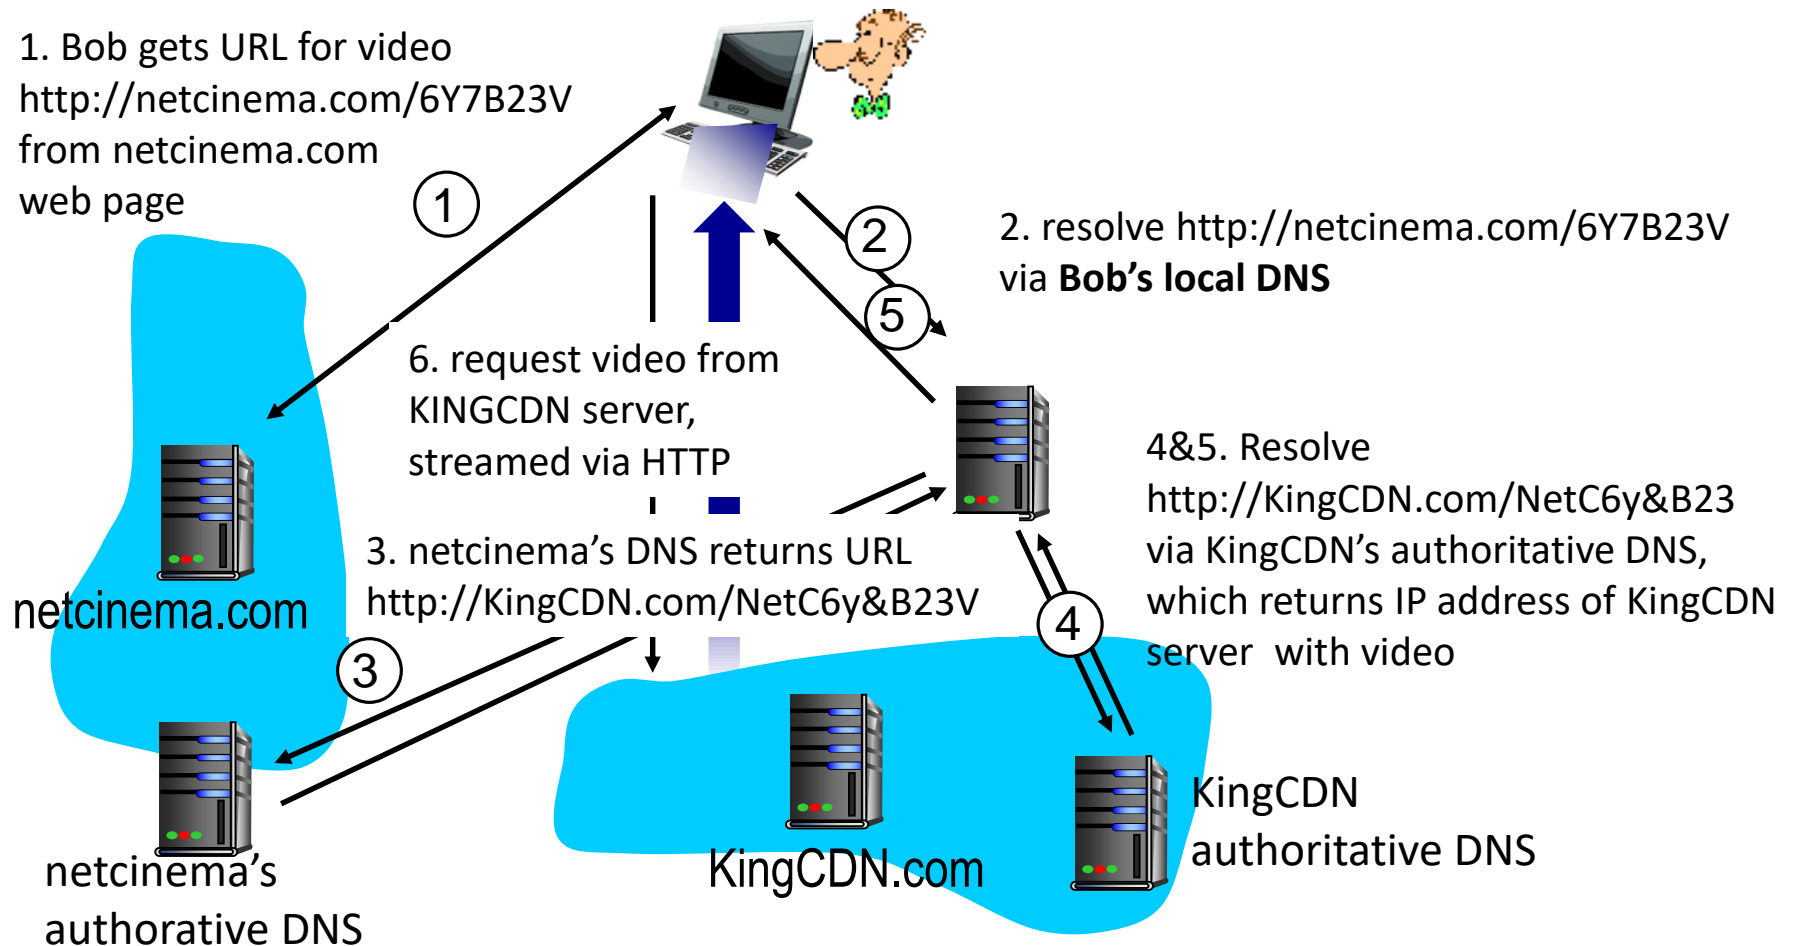 1. Bob gets URL for video
http://netcinema.com/6Y7B23V
from netcinema.com
web page
1
2
2. resolve http://netcinema.com/6Y7B23V
via Bob's local DNS
5
6. request video from
KINGCDN server,
streamed via HTTP
4&5. Resolve
http://KingCDN.com/NetC6y&B23
via KingCDN's authoritative DNS,
which returns IP address of KingCDN
server with video
3. netcinema's DNS returns URL
http://KingCDN.com/NetC6y&B23V
netcinema.com
4
3
KingCDN
authoritative DNS
KingCDN.com
netcinema's
authorative DNS